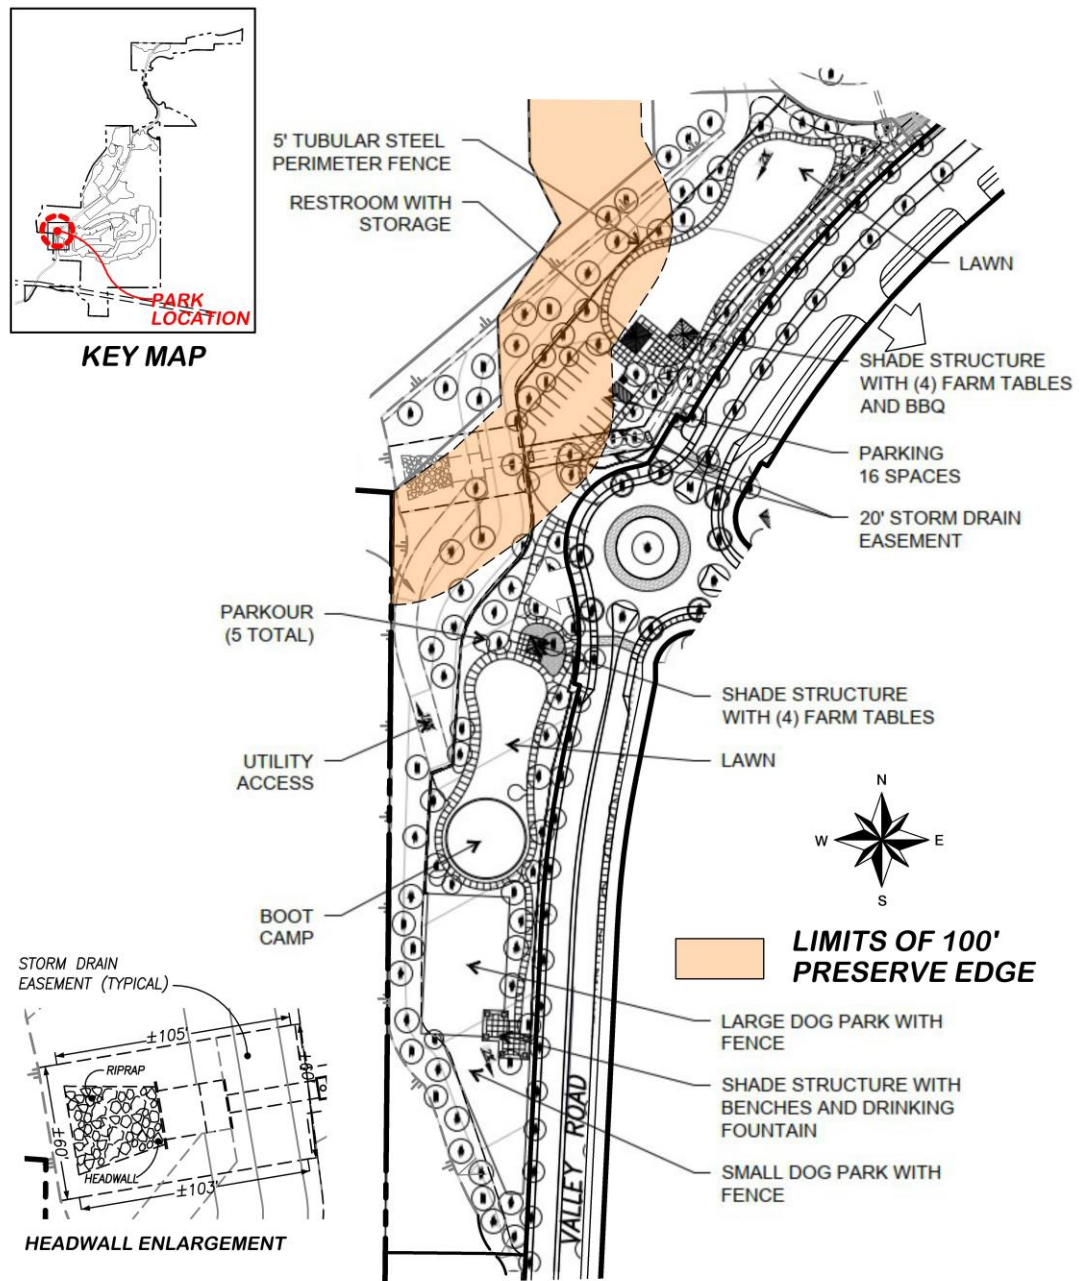 PARK
LOCATION
KEY MAP
5' TUBULAR STEEL
PERIMETER FENCE
RESTROOM WITH
STORAGE
LAWN
SHADE STRUCTURE
WITH (4) FARM TABLES
AND BBQ
PARKING
16 SPACES
20' STORM DRAIN
EASEMENT
PARKOUR
(5 TOTAL)
SHADE STRUCTURE
WITH (4) FARM TABLES
LAWN
UTILITY
ACCESS
N
W
E
S
BOOT
CAMP
LIMITS OF 100'
PRESERVE EDGE
LARGE DOG PARK WITH
FENCE
SHADE STRUCTURE WITH
BENCHES AND DRINKING
FOUNTAIN
SMALL DOG PARK WITH
FENCE
VALLEY ROAD
STORM DRAIN
EASEMENT (TYPICAL)
±105'
±60'
RIPRAP
±60'
HEADWALL
±103'
HEADWALL ENLARGEMENT